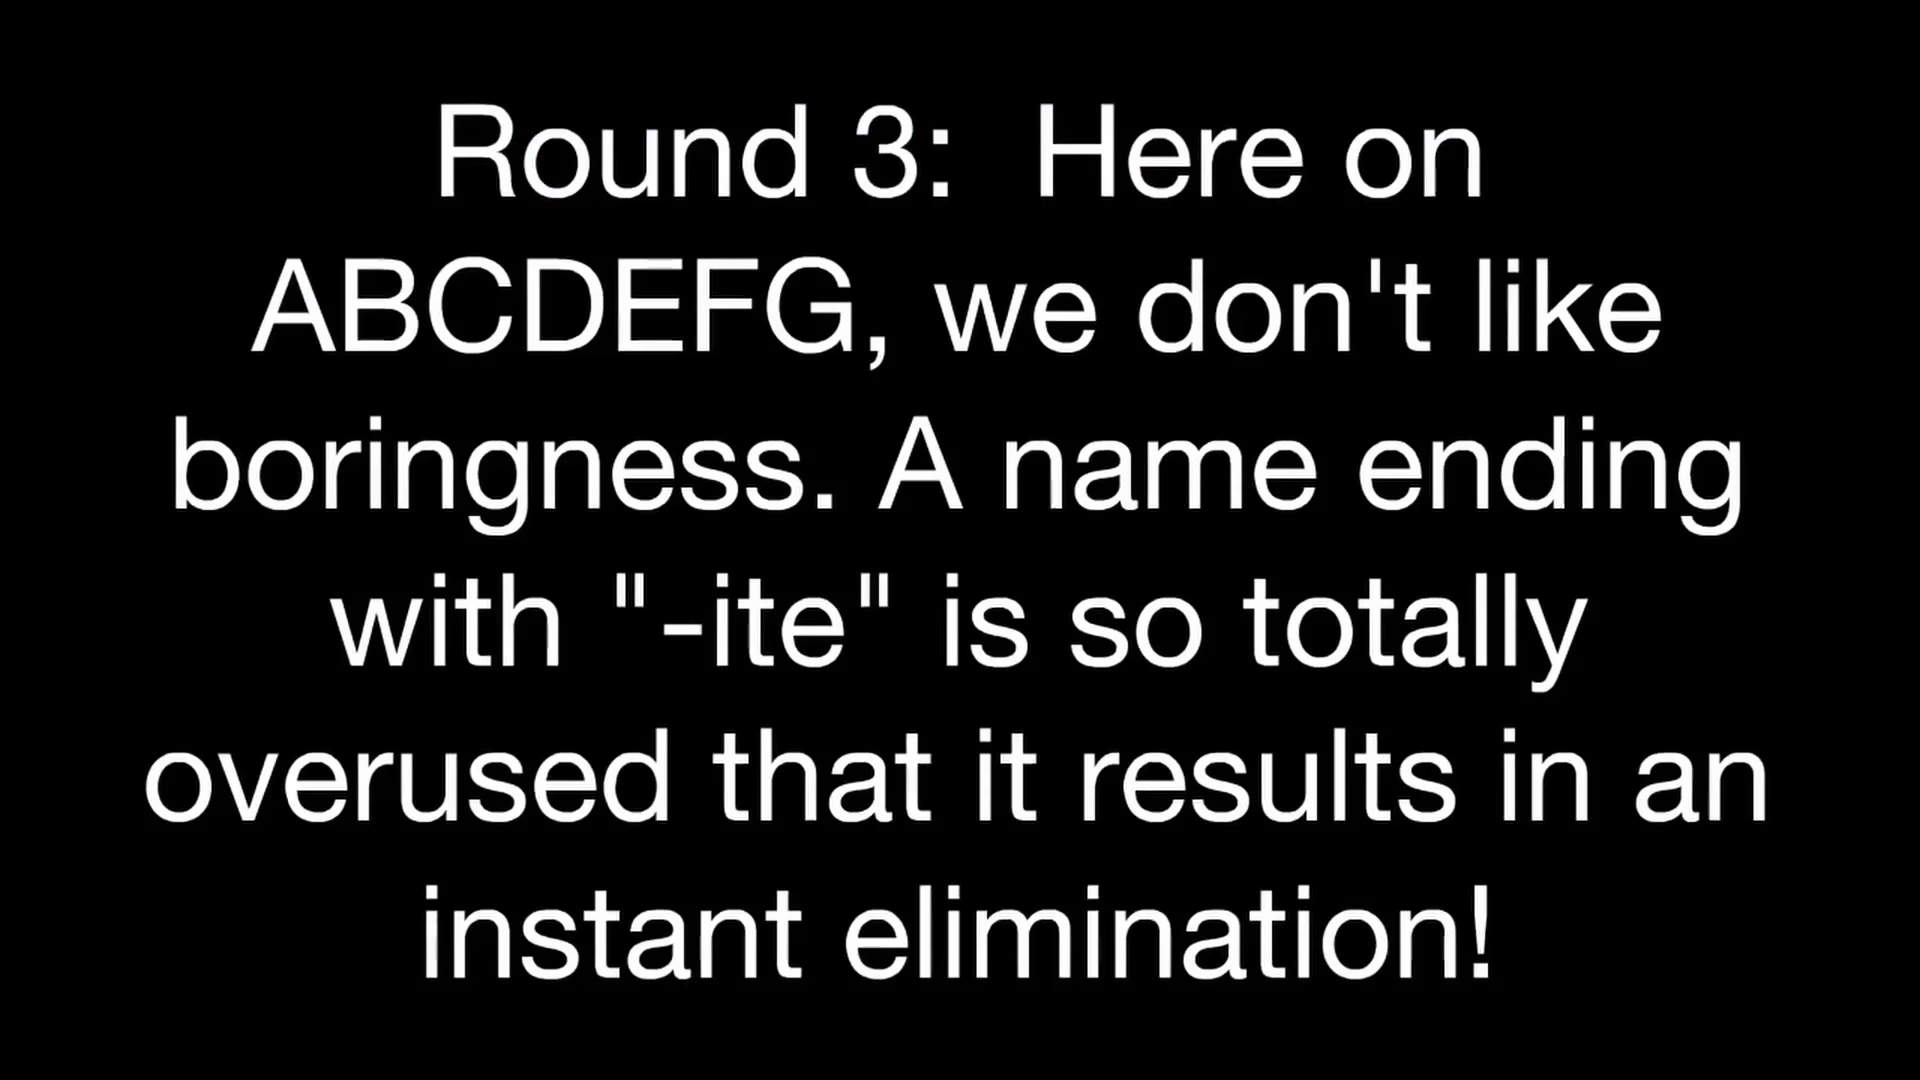 Round 3:  Here on
ABCDEFG, we don't like
boringness. A name ending
with "-ite" is so totally
overused that it results in an
instant elimination!